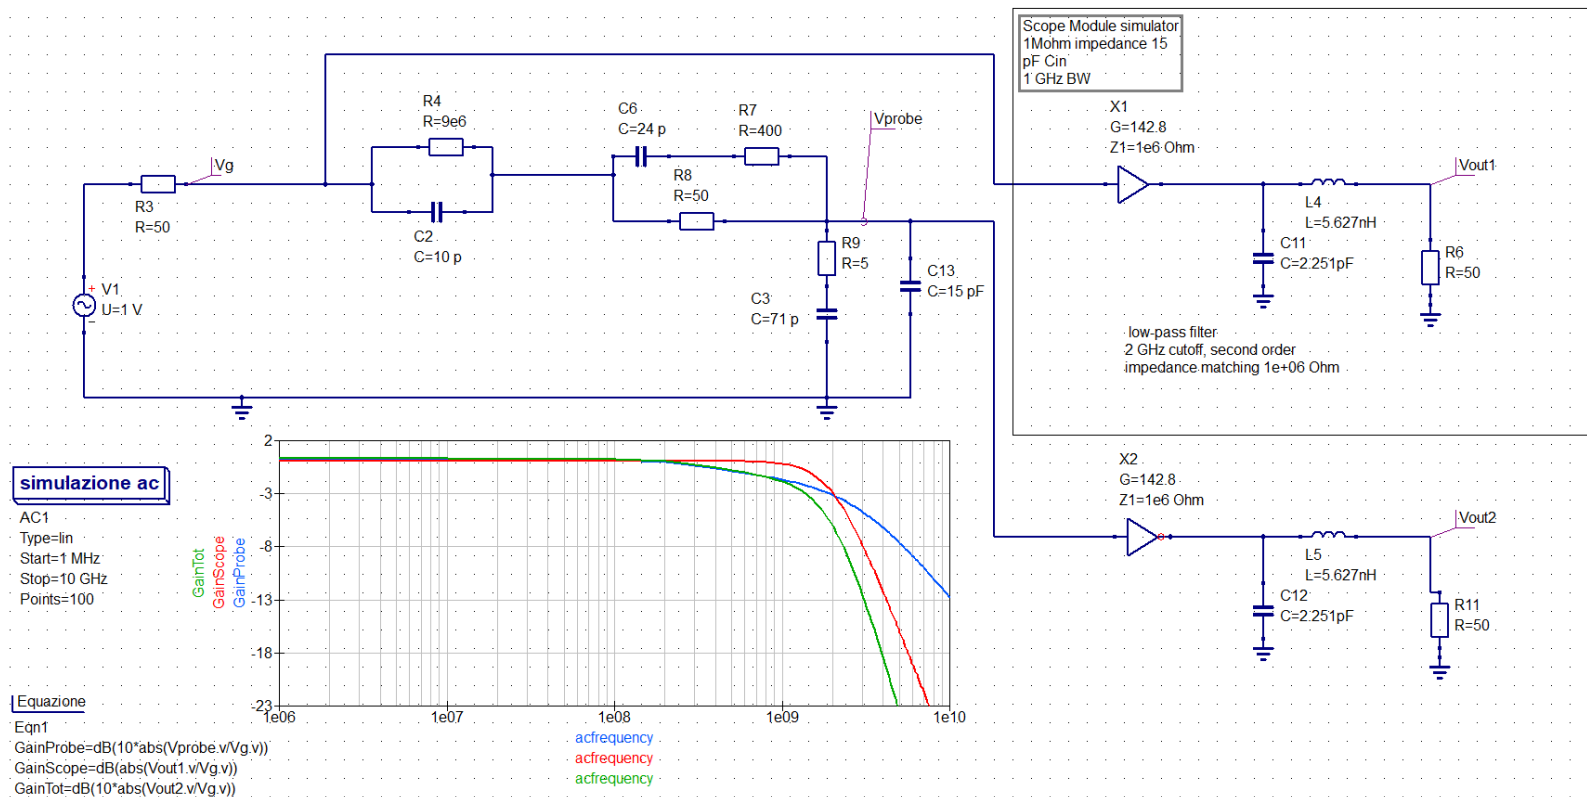 Scope Module simulator
1Mohm impedance 15
pF Cin
1 GHz BW
R4
R=9e6
C6
C=24 p
R7
R=400
Vprobe
X1
G=142.8
Z1=1e6 Ohm
Vg
Vout1
R3
R=50
R8
R=50
C2
C=10 p
L4
L=5.627nH
R9
R=5
C11
C=2.251pF
R6
R=50
C13
C=15 pF
+
V1
U=1 V
−
C3
C=71 p
low-pass filter
2 GHz cutoff, second order
impedance matching 1e+06 Ohm
X2
G=142.8
Z1=1e6 Ohm
Vout2
L5
L=5.627nH
C12
C=2.251pF
R11
R=50
simulazione ac
AC1
Type=lin
Start=1 MHz
Stop=10 GHz
Points=100
GainTot
GainScope
GainProbe
2
-3
-8
-13
-18
-23
1e06
1e07
1e08
1e09
1e10
acfrequency
acfrequency
acfrequency
Equazione
Eqn1
GainProbe=dB(10*abs(Vprobe.v/Vg.v))
GainScope=dB(abs(Vout1.v/Vg.v))
GainTot=dB(10*abs(Vout2.v/Vg.v))